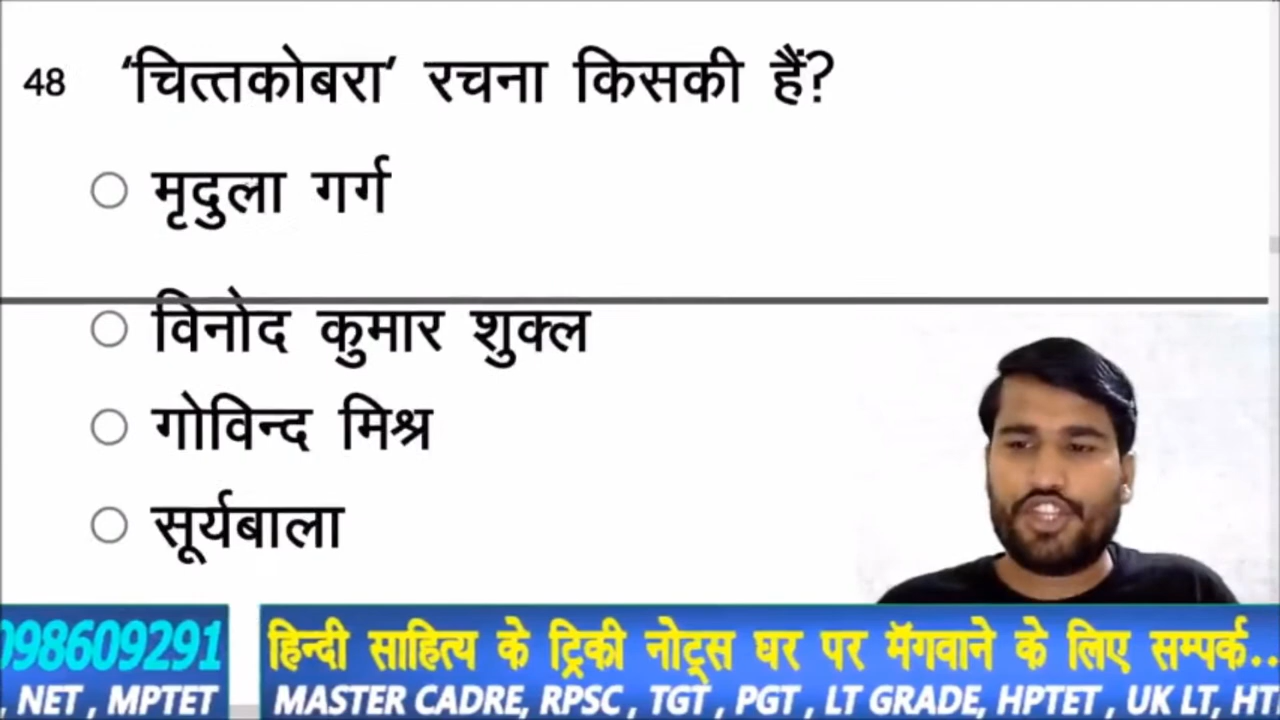 48 'चित्तकोबरा' रचना किसकी हैं?
मृदुला गर्ग
विनोद कुमार शुक्ल
गोविन्द मिश्र
सूर्यबाला
098609291 हिन्दी साहित्य के ट्रिकी नोट्स घर पर मॅगवाने के लिए सम्पर्क..
, NET , MPTET MASTER CADRE, RPSC , TGT , PGT , LT GRADE, HPTET , UK LT, HT